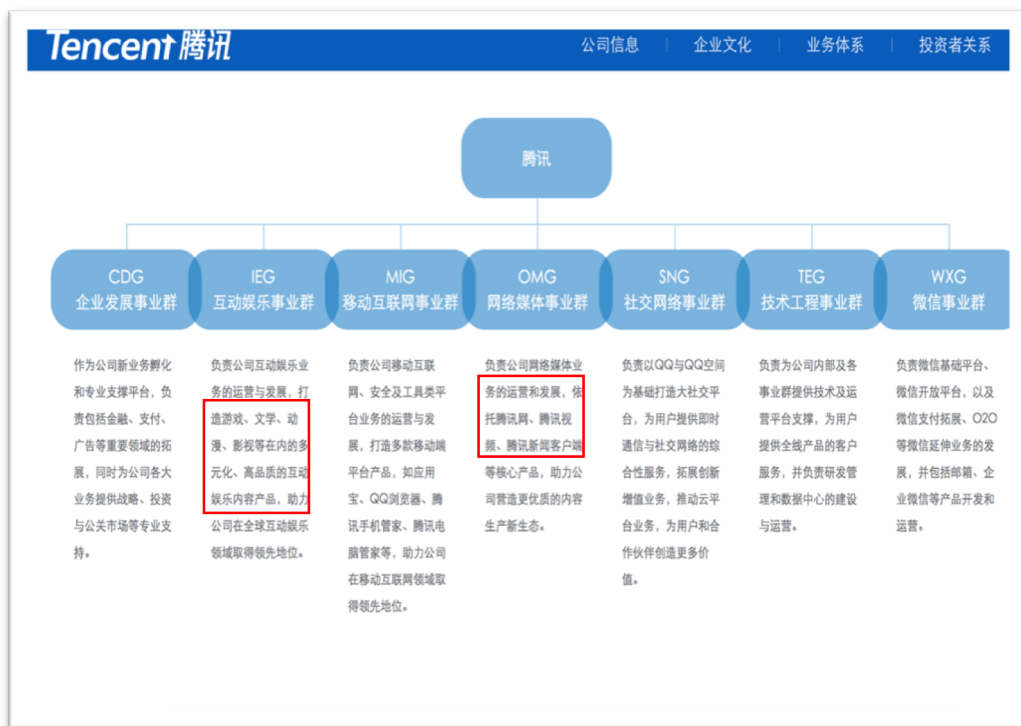 Tencent 腾讯
公司信息 | 企业文化 | 业务体系 | 投资者关系
腾讯
CDG
企业发展事业群
IEG
互动娱乐事业群
MIG
移动互联网事业群
OMG
网络媒体事业群
SNG
社交网络事业群
TEG
技术工程事业群
WXG
微信事业群
作为公司新业务孵化
和专业支撑平台，负
责包括金融、支付、
广告等重要领域的拓
展，同时为公司各大
业务提供战略、投资
与公关市场等专业支
持。
负责公司互动娱乐业
务的运营与发展，打
造游戏、文学、动
漫、影视等在内的多
元化、高品质的互动
娱乐内容产品，助力
公司在全球互动娱乐
领域取得领先地位。
负责公司移动互联
网、安全及工具类平
台业务的运营与发
展，打造多款移动端
平台产品，如应用
宝、QQ浏览器、腾
讯手机管家、腾讯电
脑管家等，助力公司
在移动互联网领域取
得领先地位。
负责公司网络媒体业
务的运营和发展，依
托腾讯网、腾讯视
频、腾讯新闻客户端
等核心产品，助力公
司营造更优质的内容
生产新生态。
负责以QQ与QQ空间
为基础打造大社交平
台，为用户提供即时
通信与社交网络的综
合性服务，拓展创新
增值业务，推动云平
台业务，为用户和合
作伙伴创造更多价
值。
负责为公司内部及各
事业群提供技术及运
营平台支撑，为用户
提供全线产品的客户
服务，并负责研发管
理和数据中心的建设
与运营。
负责微信基础平台、
微信开放平台，以及
微信支付拓展、O2O
等微信延伸业务的发
展，并包括邮箱、企
业微信等产品开发和
运营。